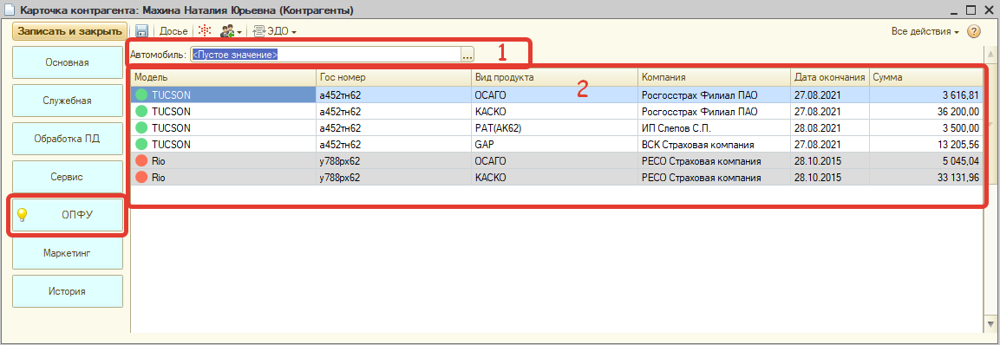 Карточка контрагента: Махина Наталия Юрьевна (Контрагенты)
Записать и закрыть Досье ЭДО Все действия ?
Основная
Служебная
Обработка ПД
Сервис
ОПФУ
Маркетинг
История
Автомобиль: <Пустое значение> ... 1
2
Модель Гос номер Вид продукта Компания Дата окончания Сумма
TUCSON а452тн62 ОСАГО Росгосстрах Филиал ПАО 27.08.2021 3 616,81
TUCSON а452тн62 КАСКО Росгосстрах Филиал ПАО 27.08.2021 36 200,00
TUCSON а452тн62 РАТ(АК62) ИП Слепов С.П. 28.08.2021 3 500,00
TUCSON а452тн62 GAP ВСК Страховая компания 27.08.2021 13 205,56
Rio у788рх62 ОСАГО РЕСО Страховая компания 28.10.2015 5 045,04
Rio у788рх62 КАСКО РЕСО Страховая компания 28.10.2015 33 131,96